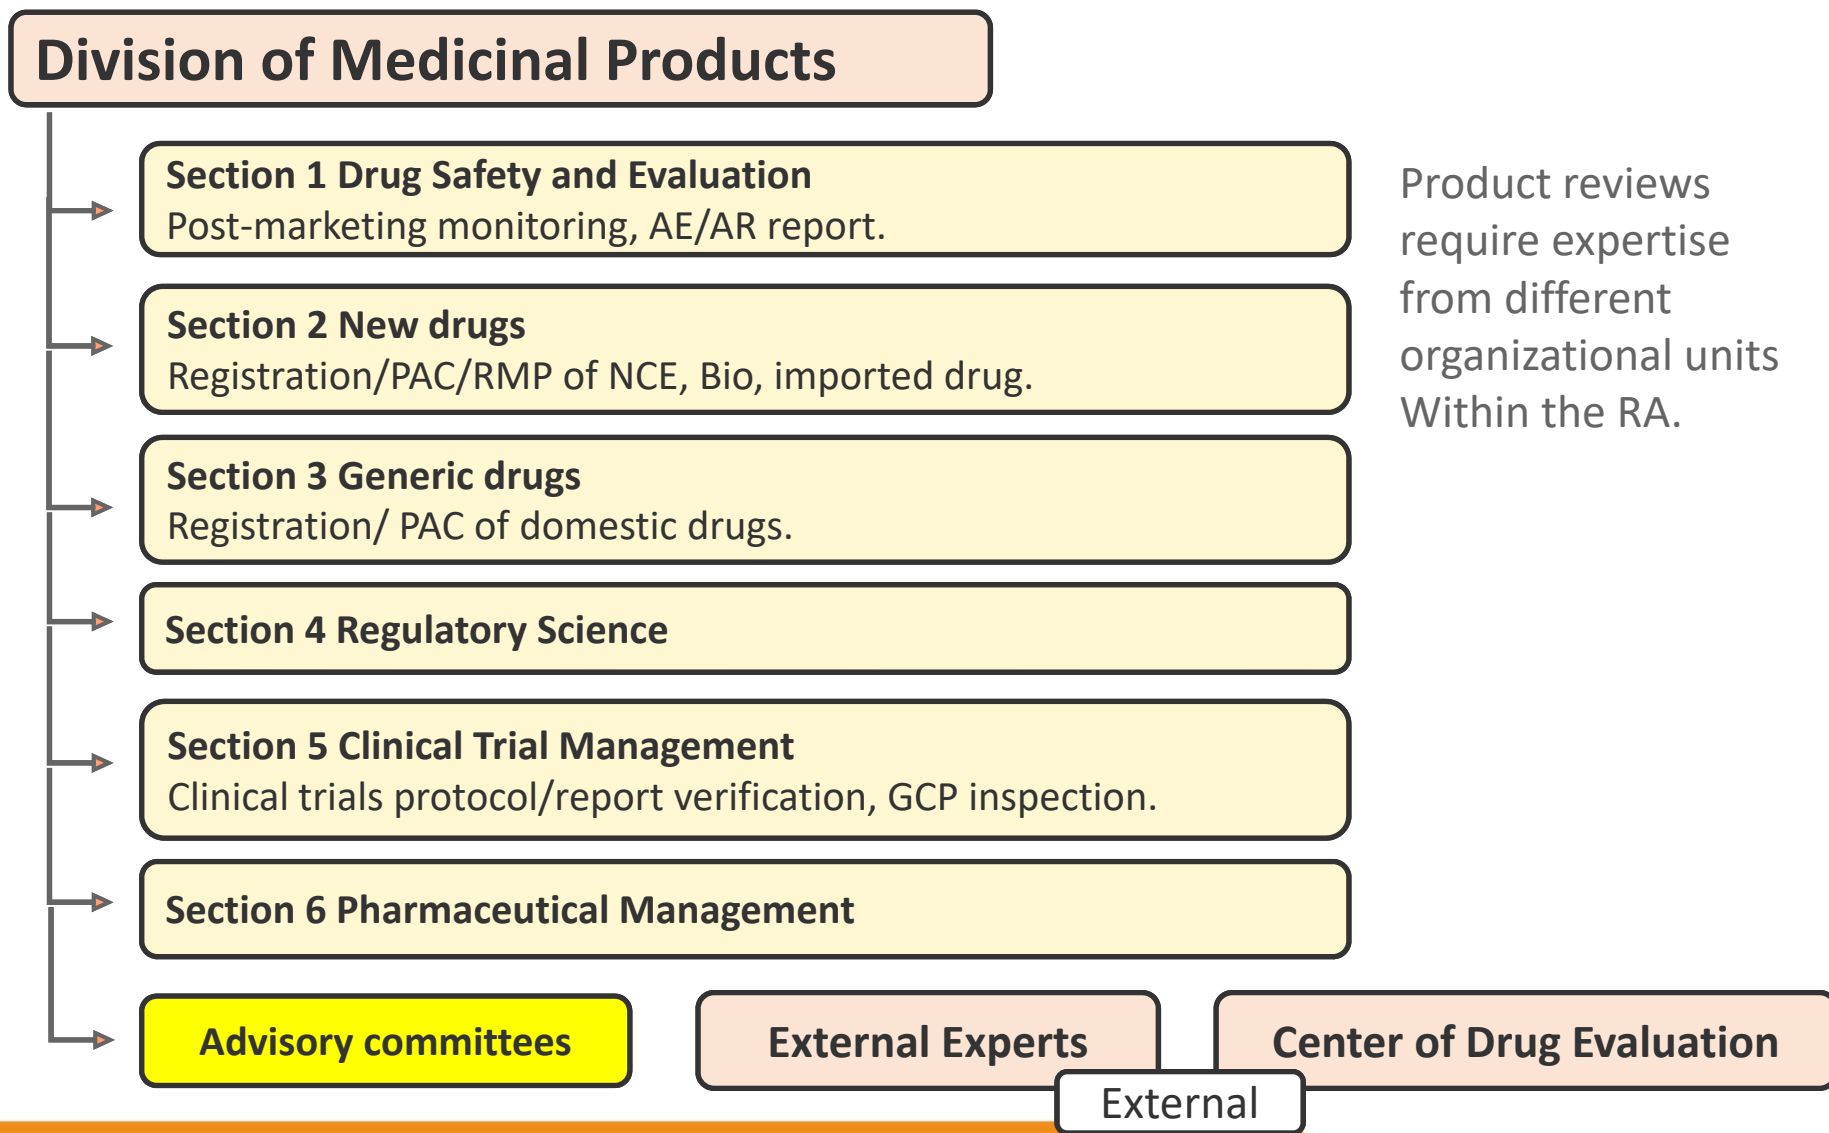 Division of Medicinal Products
Section 1 Drug Safety and Evaluation
Post-marketing monitoring, AE/AR report.
Section 2 New drugs
Registration/PAC/RMP of NCE, Bio, imported drug.
Section 3 Generic drugs
Registration/ PAC of domestic drugs.
Section 4 Regulatory Science
Section 5 Clinical Trial Management
Clinical trials protocol/report verification, GCP inspection.
Section 6 Pharmaceutical Management
Advisory committees
External Experts
Center of Drug Evaluation
External
Product reviews
require expertise
from different
organizational units
Within the RA.